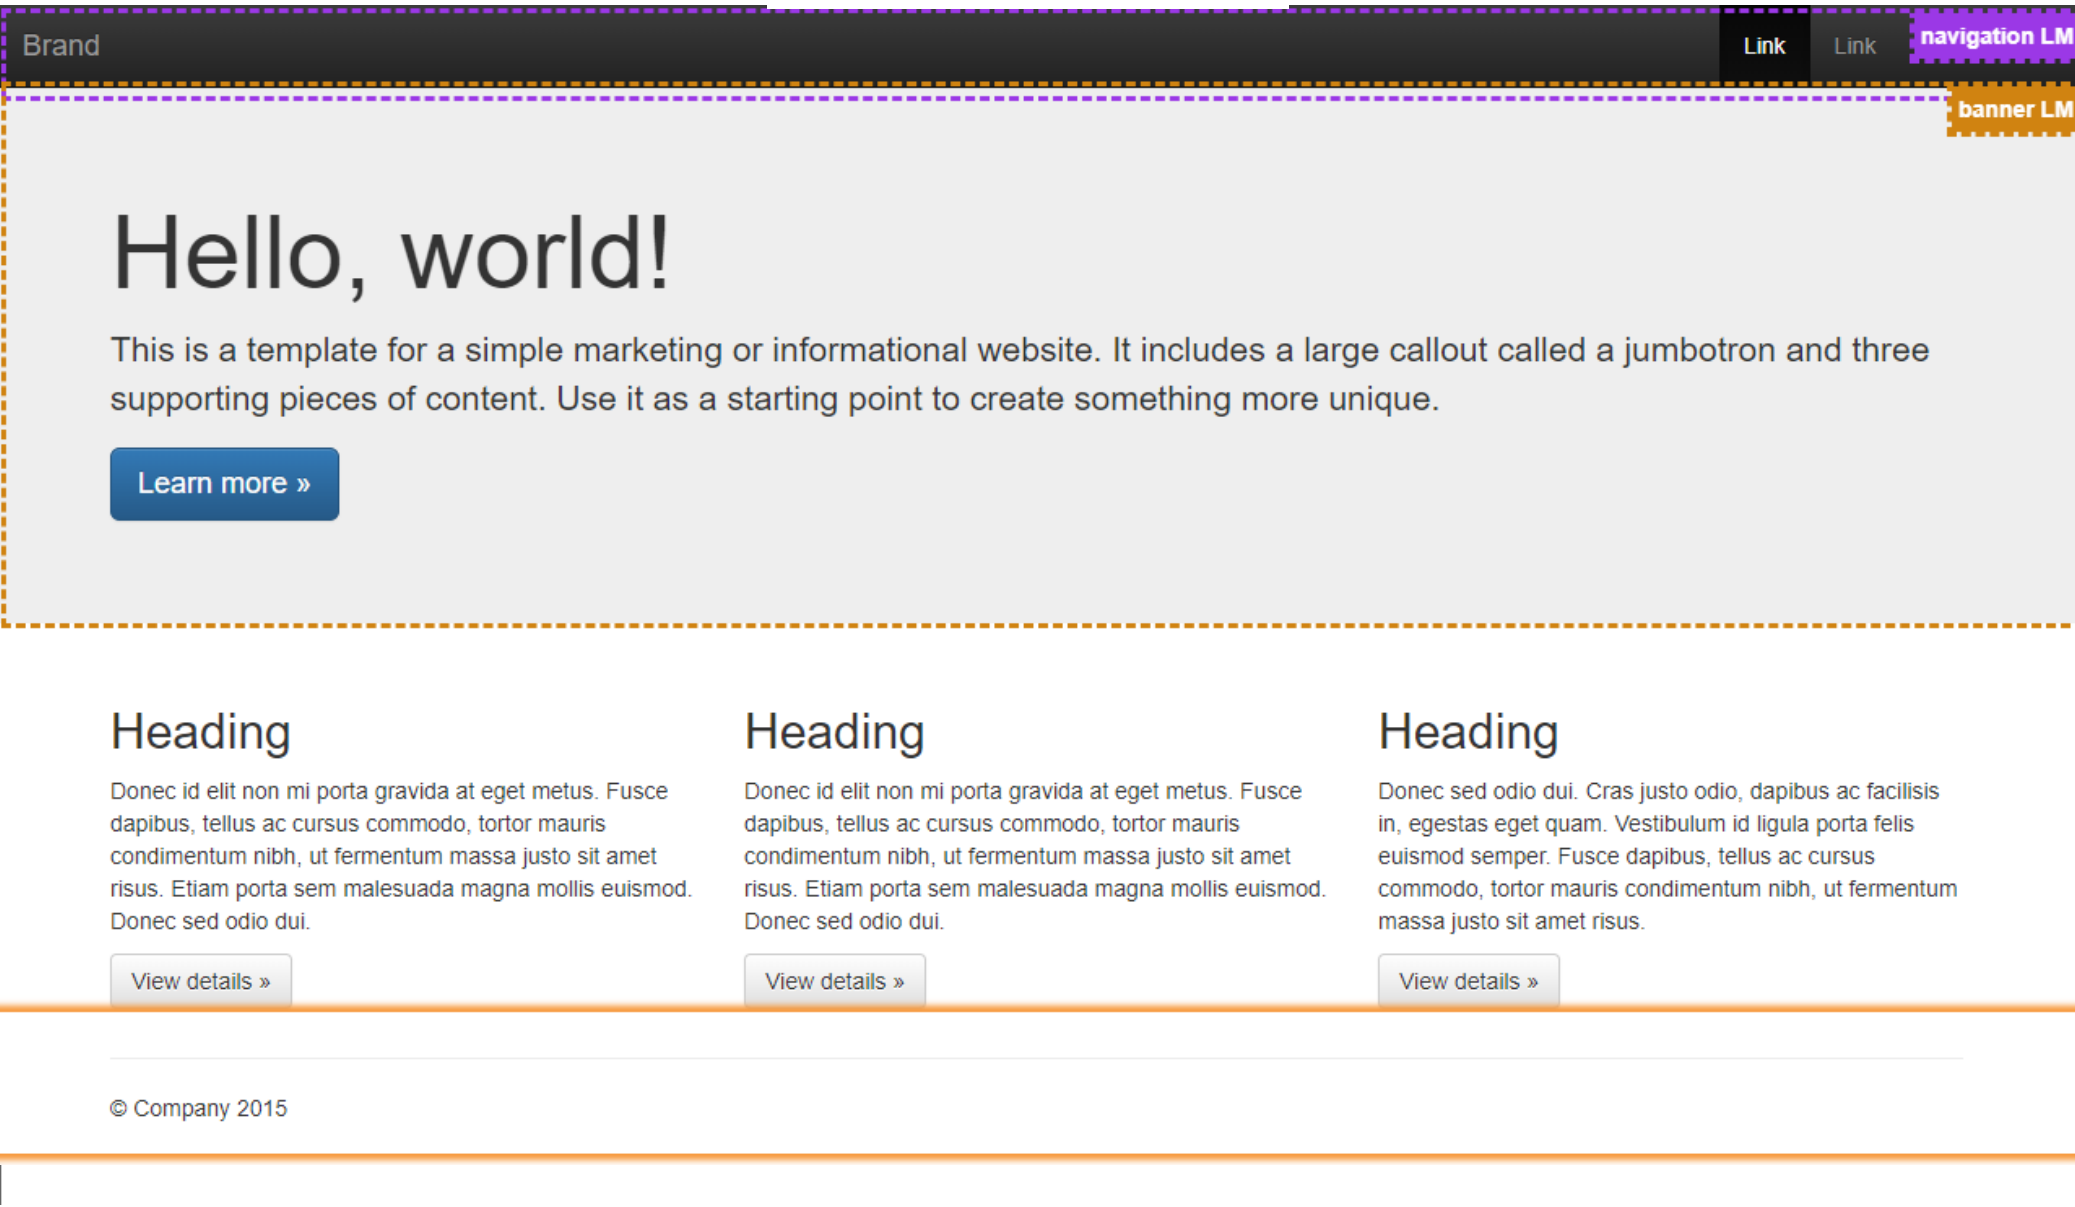 Brand
Link
Link
navigation LM
banner LM
Hello, world!
This is a template for a simple marketing or informational website. It includes a large callout called a jumbotron and three
supporting pieces of content. Use it as a starting point to create something more unique.
Learn more »
Heading
Donec id elit non mi porta gravida at eget metus. Fusce
dapibus, tellus ac cursus commodo, tortor mauris
condimentum nibh, ut fermentum massa justo sit amet
risus. Etiam porta sem malesuada magna mollis euismod.
Donec sed odio dui.
View details »
Heading
Donec id elit non mi porta gravida at eget metus. Fusce
dapibus, tellus ac cursus commodo, tortor mauris
condimentum nibh, ut fermentum massa justo sit amet
risus. Etiam porta sem malesuada magna mollis euismod.
Donec sed odio dui.
View details »
Heading
Donec sed odio dui. Cras justo odio, dapibus ac facilisis
in, egestas eget quam. Vestibulum id ligula porta felis
euismod semper. Fusce dapibus, tellus ac cursus
commodo, tortor mauris condimentum nibh, ut fermentum
massa justo sit amet risus.
View details »
© Company 2015